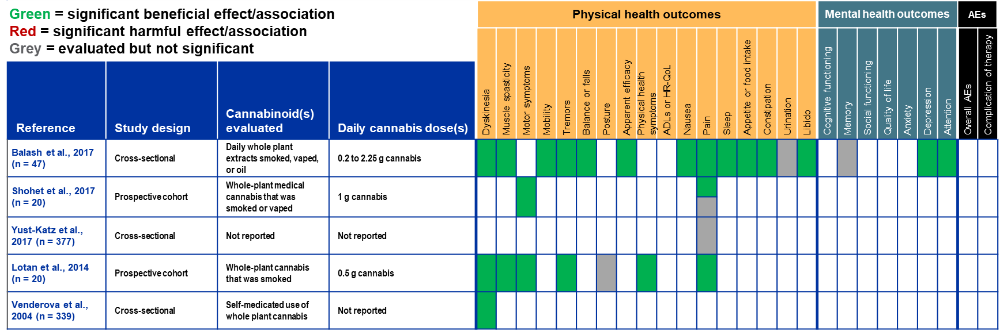 Green = significant beneficial effect/association
Red = significant harmful effect/association
Grey = evaluated but not significant
Physical health outcomes
Mental health outcomes
AEs
Reference
Study design
Cannabinoid(s)
evaluated
Daily cannabis dose(s)
Dyskinesia
Muscle spasticity
Motor symptoms
Mobility
Tremors
Balance or falls
Posture
Apparent efficacy
Physical health
symptoms
ADLs or HR-QoL
Nausea
Pain
Sleep
Appetite or food intake
Constipation
Urination
Libido
Cognitive functioning
Memory
Social functioning
Quality of life
Anxiety
Depression
Attention
Overall AEs
Complication of therapy
Balash et al., 2017
(n = 47)
Cross-sectional
Daily whole plant
extracts smoked, vaped,
or oil
0.2 to 2.25 g cannabis
Shohet et al., 2017
(n = 20)
Prospective cohort
Whole-plant medical
cannabis that was
smoked or vaped
1 g cannabis
Yust-Katz et al.,
2017 (n = 377)
Cross-sectional
Not reported
Not reported
Lotan et al., 2014
(n = 20)
Prospective cohort
Whole-plant cannabis
that was smoked
0.5 g cannabis
Venderova et al.,
2004 (n = 339)
Cross-sectional
Self-medicated use of
whole plant cannabis
Not reported